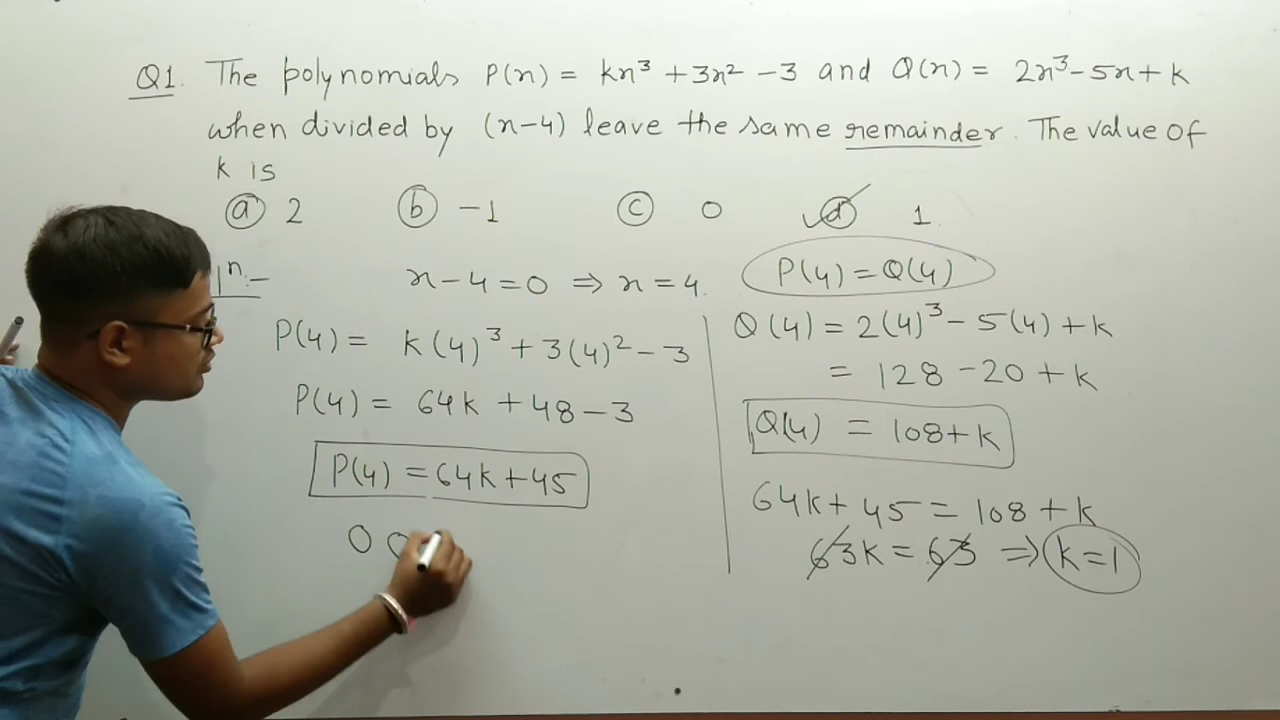 Q1. The polynomials P(x) = kx³ + 3x² - 3 and Q(x) = 2x³ - 5x + k
when divided by (x-4) leave the same remainder. The value of
k is
(a) 2 (b) -1 (c) 0 (d) 1.
lⁿ:-
x-4=0 ⇒ x=4. P(4) = Q(4)
P(4) = k(4)³ + 3(4)² - 3
P(4) = 64k + 48 - 3
P(4) = 64k + 45
0 0
Q(4) = 2(4)³ - 5(4) + k
= 128 - 20 + k
Q(4) = 108 + k
64k + 45 = 108 + k
63k = 63 ⇒ k=1